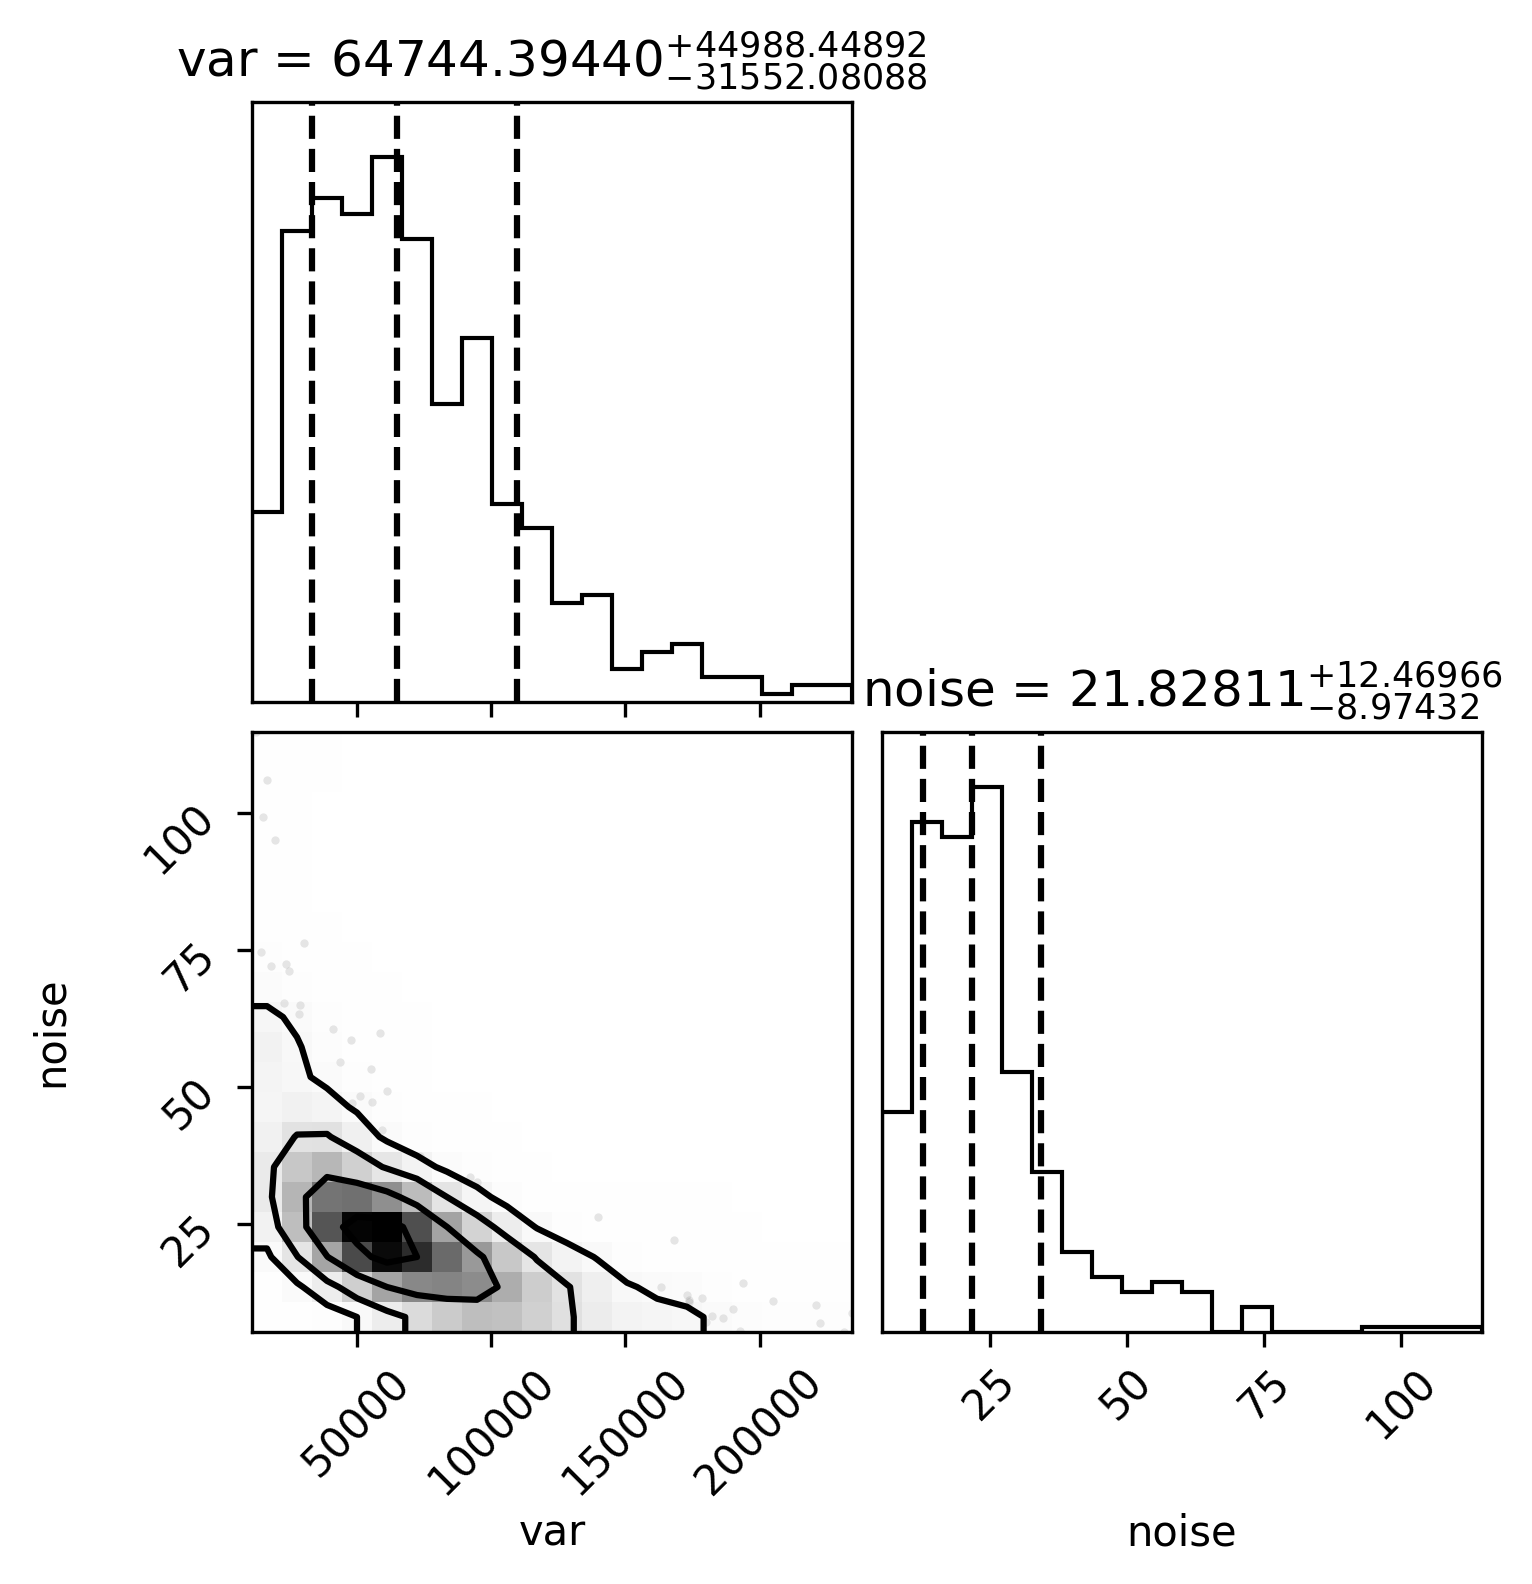 var = 64744.39440+44988.44892
−31552.08088
noise = 21.82811+12.46966
−8.97432
noise
100
75
50
25
50000
100000
150000
200000
var
25
50
75
100
noise